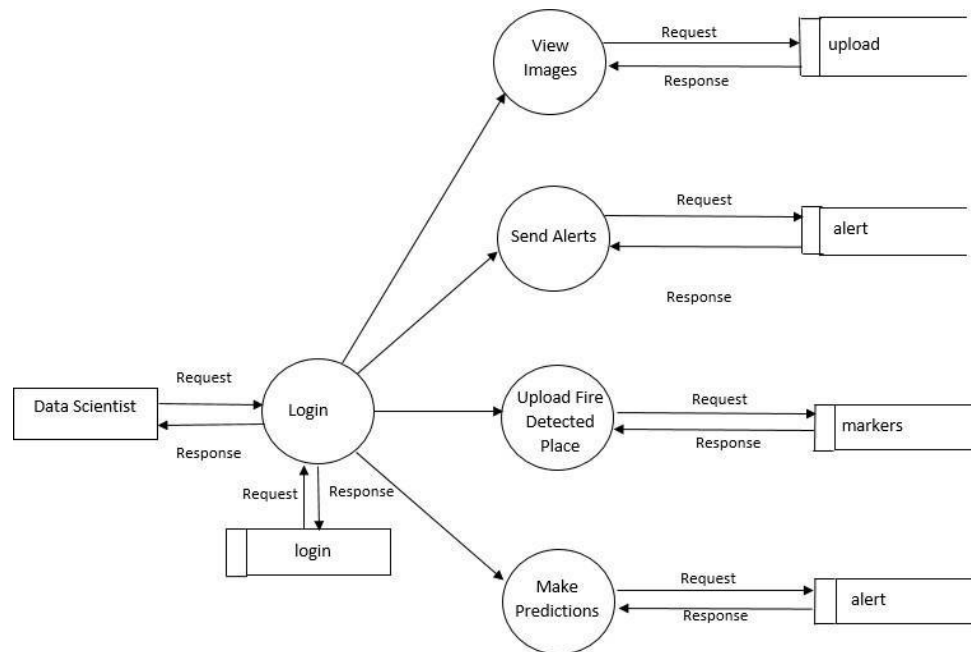 View
Images
Request
Response
upload
Send Alerts
Request
Response
alert
Data Scientist
Request
Response
Login
Request
Response
login
Upload Fire
Detected
Place
Request
Response
markers
Make
Predictions
Request
Response
alert